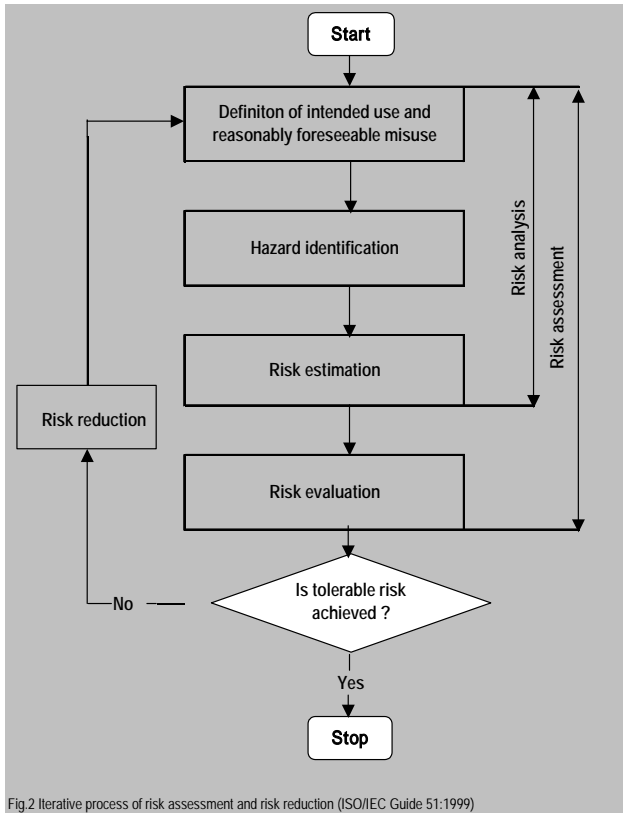 Start
Definiton of intended use and
reasonably foreseeable misuse
Hazard identification
Risk estimation
Risk evaluation
Risk analysis
Risk assessment
Risk reduction
Is tolerable risk
achieved ?
No
Yes
Stop
Fig.2 Iterative process of risk assessment and risk reduction (ISO/IEC Guide 51:1999)